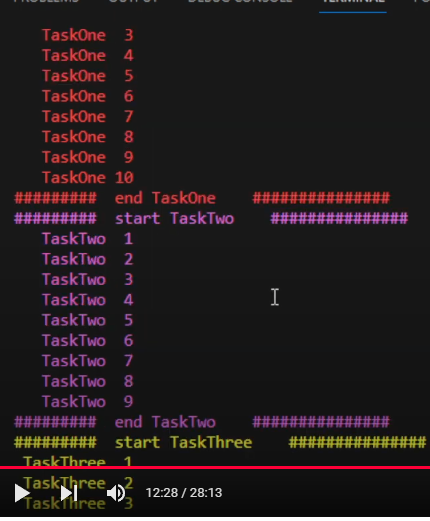 PROBLEMS OUTPUT DEBUG CONSOLE TERMINAL
TaskOne 3
TaskOne 4
TaskOne 5
TaskOne 6
TaskOne 7
TaskOne 8
TaskOne 9
TaskOne 10
######### end TaskOne ###############
######### start TaskTwo ###############
TaskTwo 1
TaskTwo 2
TaskTwo 3
TaskTwo 4
TaskTwo 5
TaskTwo 6
TaskTwo 7
TaskTwo 8
TaskTwo 9
######### end TaskTwo ###############
######### start TaskThree ###############
TaskThree 1
TaskThree 2
TaskThree 3
12:28 / 28:13